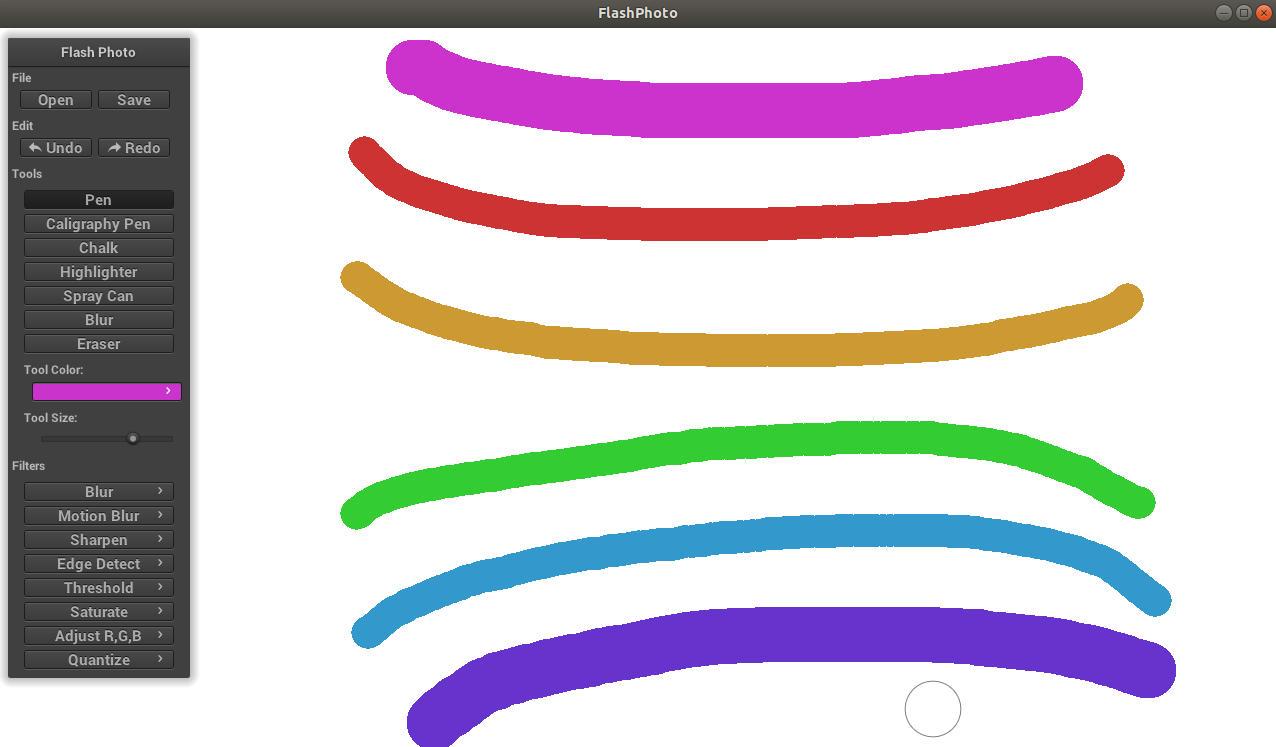 FlashPhoto
Flash Photo
File
Open Save
Edit
Undo Redo
Tools
Pen
Caligraphy Pen
Chalk
Highlighter
Spray Can
Blur
Eraser
Tool Color:
Tool Size:
Filters
Blur
Motion Blur
Sharpen
Edge Detect
Threshold
Saturate
Adjust R,G,B
Quantize